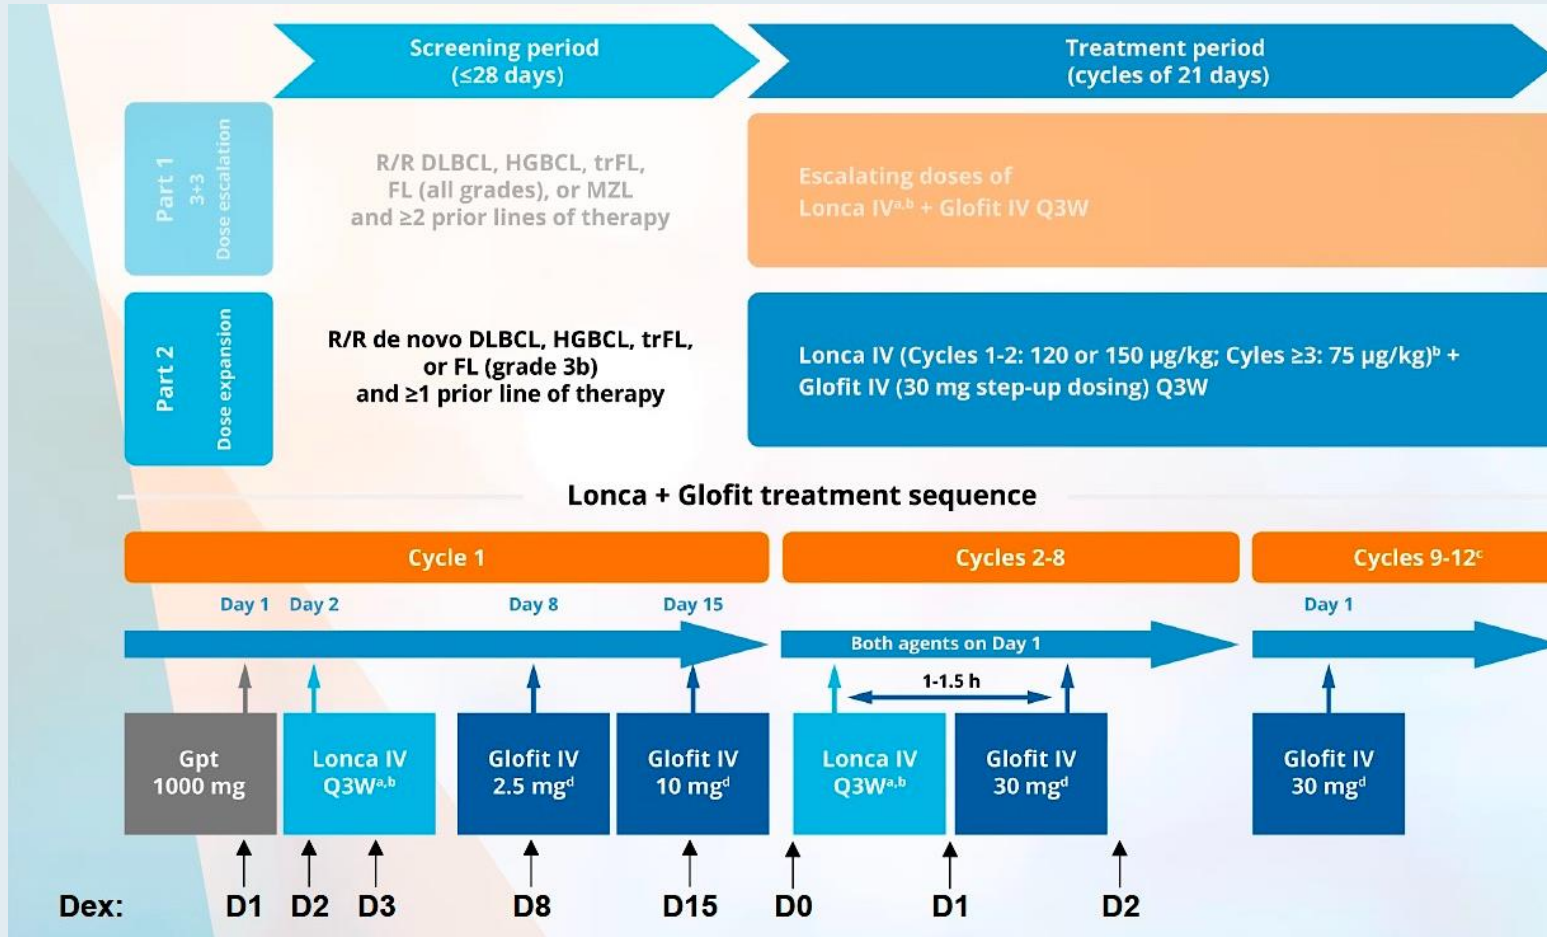 Screening period
(≤28 days)
Treatment period
(cycles of 21 days)
Part 1
3+3
Dose escalation
R/R DLBCL, HGBCL, trFL,
FL (all grades), or MZL
and ≥2 prior lines of therapy
Escalating doses of
Lonca IVa,b + Glofit IV Q3W
Part 2
Dose expansion
R/R de novo DLBCL, HGBCL, trFL,
or FL (grade 3b)
and ≥1 prior line of therapy
Lonca IV (Cycles 1-2: 120 or 150 µg/kg; Cyles ≥3: 75 µg/kg)b +
Glofit IV (30 mg step-up dosing) Q3W
Lonca + Glofit treatment sequence
Cycle 1
Cycles 2-8
Cycles 9-12c
Day 1 Day 2 Day 8 Day 15
Both agents on Day 1
Day 1
1-1.5 h
Gpt
1000 mg
Lonca IV
Q3Wa,b
Glofit IV
2.5 mgd
Glofit IV
10 mgd
Lonca IV
Q3Wa,b
Glofit IV
30 mgd
Glofit IV
30 mgd
Dex: D1 D2 D3 D8 D15 D0 D1 D2